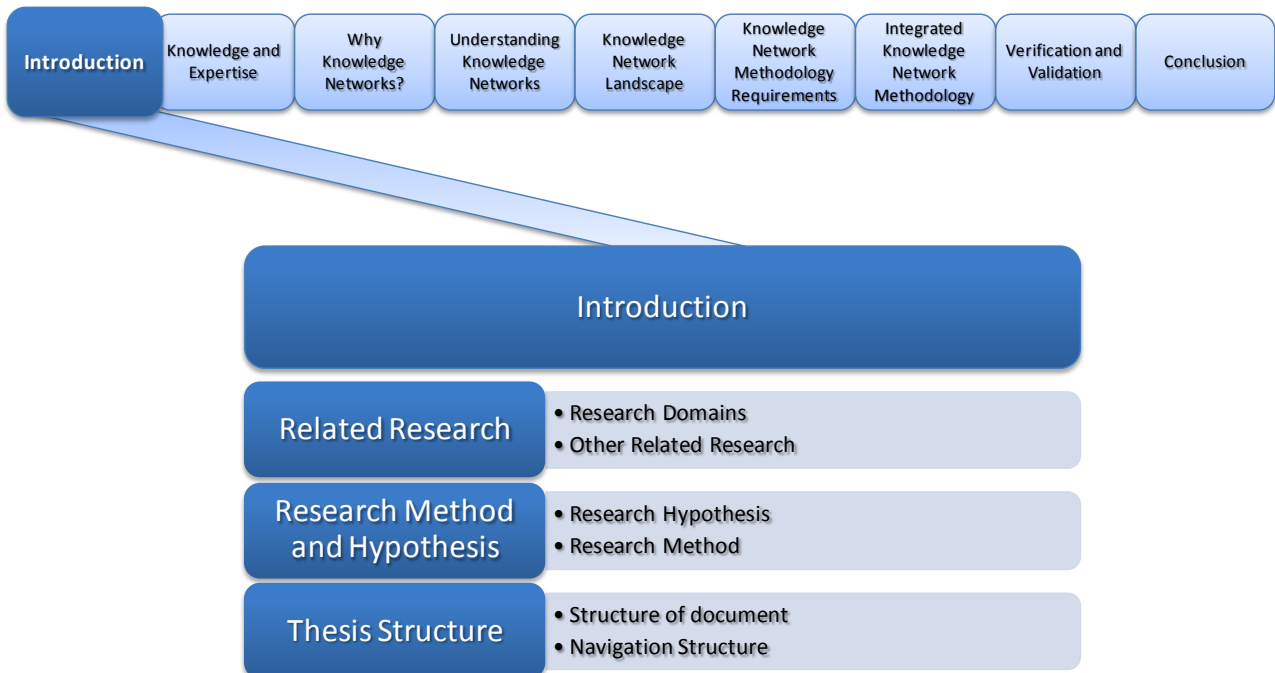 Introduction
Knowledge and
Expertise
Why
Knowledge
Networks?
Understanding
Knowledge
Networks
Knowledge
Network
Landscape
Knowledge
Network
Methodology
Requirements
Integrated
Knowledge
Network
Methodology
Verification and
Validation
Conclusion
Introduction
Related Research
• Research Domains
• Other Related Research
Research Method
and Hypothesis
• Research Hypothesis
• Research Method
Thesis Structure
• Structure of document
• Navigation Structure